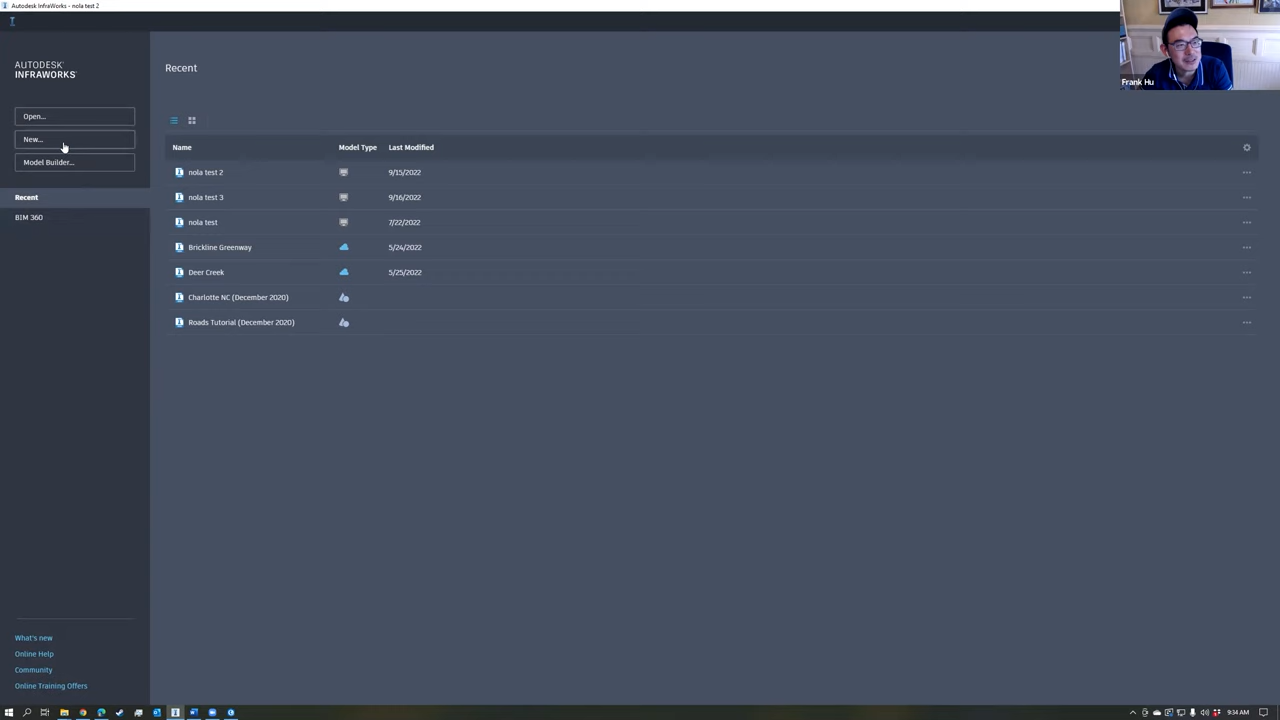 Autodesk InfraWorks - nola test 2
AUTODESK®
INFRAWORKS®
Open...
New...
Model Builder...
Recent
BIM 360
What's new
Online Help
Community
Online Training Offers
Recent
Name Model Type Last Modified
nola test 2 9/15/2022
nola test 3 9/16/2022
nola test 7/22/2022
Brickline Greenway 5/24/2022
Deer Creek 5/25/2022
Charlotte NC (December 2020)
Roads Tutorial (December 2020)
Frank Hu
9:34 AM